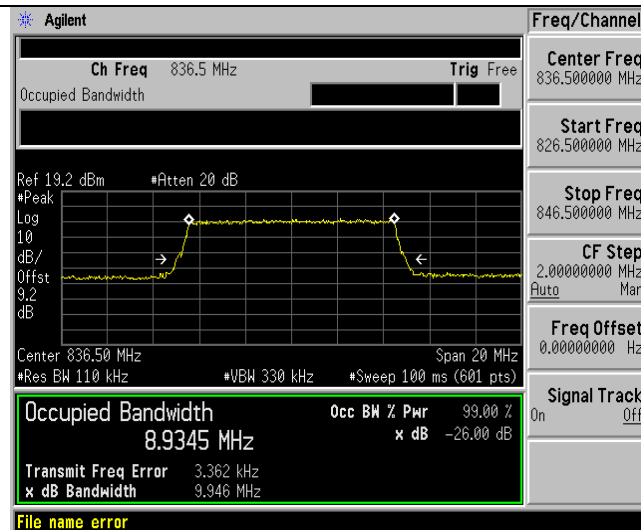 Agilent
Freq/Channel
Ch Freq 836.5 MHz Trig Free
Occupied Bandwidth
Center Freq
836.500000 MHz
Start Freq
826.500000 MHz
Stop Freq
846.500000 MHz
CF Step
2.00000000 MHz
Auto Man
Freq Offset
0.00000000 Hz
Signal Track
On Off
Ref 19.2 dBm #Atten 20 dB
#Peak
Log
10
dB/
Offst
9.2
dB
Center 836.50 MHz Span 20 MHz
#Res BW 110 kHz #VBW 330 kHz #Sweep 100 ms (601 pts)
Occupied Bandwidth Occ BW % Pwr 99.00 %
8.9345 MHz x dB -26.00 dB
Transmit Freq Error 3.362 kHz
x dB Bandwidth 9.946 MHz
File name error